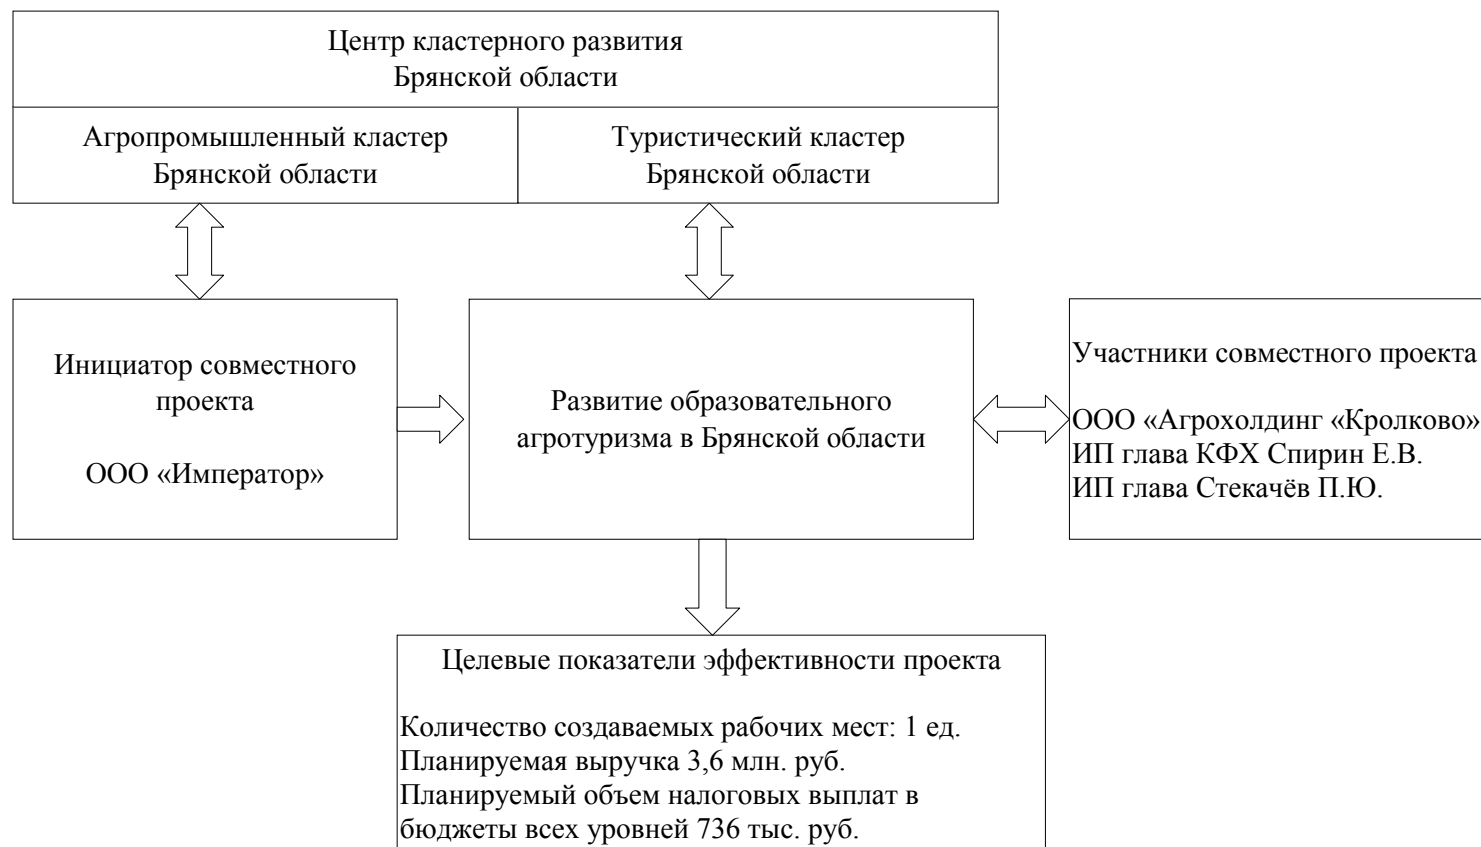 Центр кластерного развития
Брянской области
Агропромышленный кластер
Брянской области
Туристический кластер
Брянской области
Инициатор совместного
проекта
ООО «Император»
Развитие образовательного
агротуризма в Брянской области
Участники совместного проекта
ООО «Агрохолдинг «Кролково»
ИП глава КФХ Спирин Е.В.
ИП глава Стекачёв П.Ю.
Целевые показатели эффективности проекта
Количество создаваемых рабочих мест: 1 ед.
Планируемая выручка 3,6 млн. руб.
Планируемый объем налоговых выплат в
бюджеты всех уровней 736 тыс. руб.